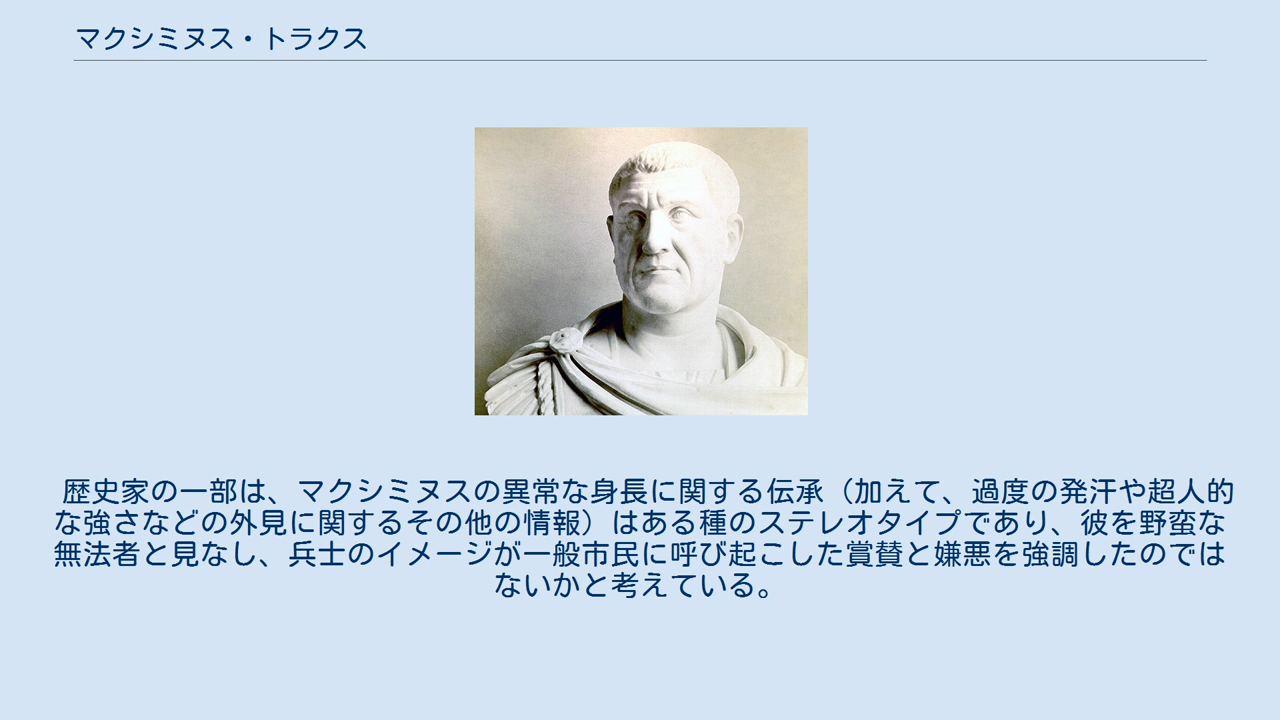 マクシミヌス・トラクス
歴史家の一部は、マクシミヌスの異常な身長に関する伝承（加えて、過度の発汗や超人的
な強さなどの外見に関するその他の情報）はある種のステレオタイプであり、彼を野蛮な
無法者と見なし、兵士のイメージが一般市民に呼び起こした賞賛と嫌悪を強調したのでは
ないかと考えている。